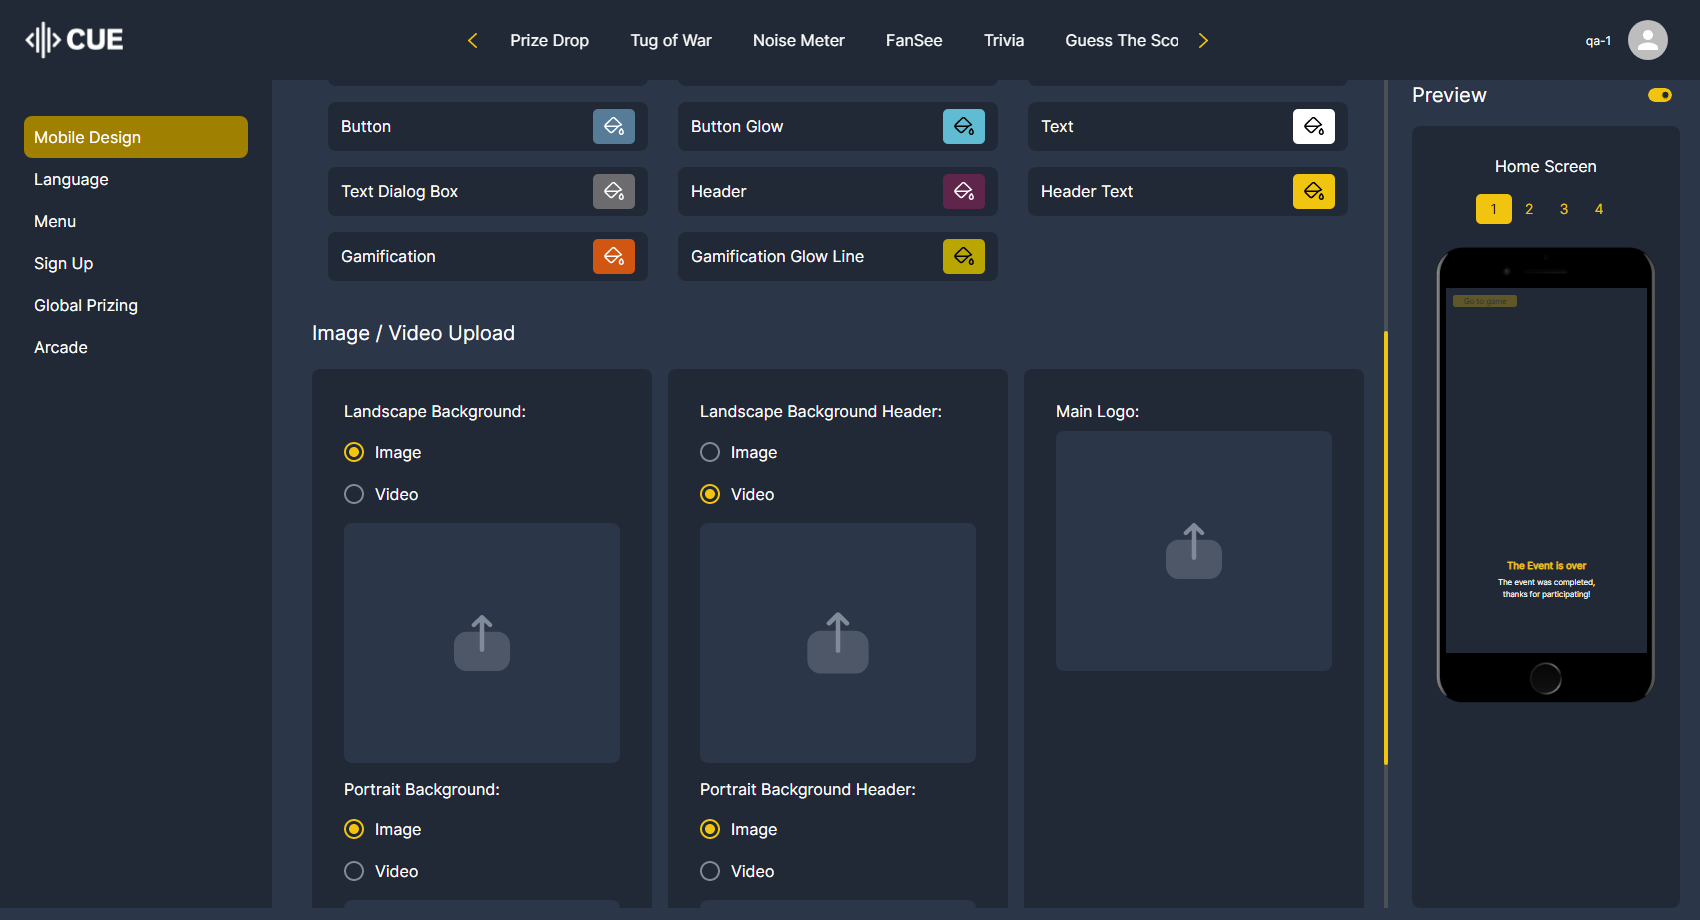 CUE
Prize Drop
Tug of War
Noise Meter
FanSee
Trivia
Guess The Sco
qa-1
Mobile Design
Language
Menu
Sign Up
Global Prizing
Arcade
Button
Button Glow
Text
Text Dialog Box
Header
Header Text
Gamification
Gamification Glow Line
Image / Video Upload
Landscape Background:
Image
Video
Portrait Background:
Image
Video
Landscape Background Header:
Image
Video
Portrait Background Header:
Image
Video
Main Logo:
Preview
Home Screen
1
2
3
4
Go to game
The Event is over
The event was completed,
thanks for participating!